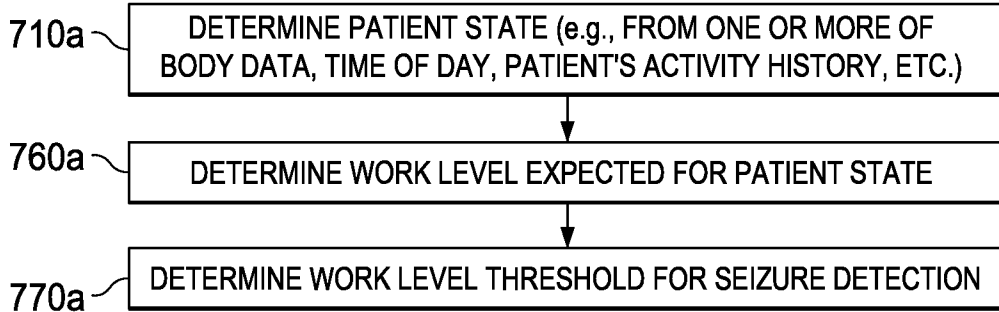 710a
DETERMINE PATIENT STATE (e.g., FROM ONE OR MORE OF
BODY DATA, TIME OF DAY, PATIENT'S ACTIVITY HISTORY, ETC.)
760a
DETERMINE WORK LEVEL EXPECTED FOR PATIENT STATE
770a
DETERMINE WORK LEVEL THRESHOLD FOR SEIZURE DETECTION